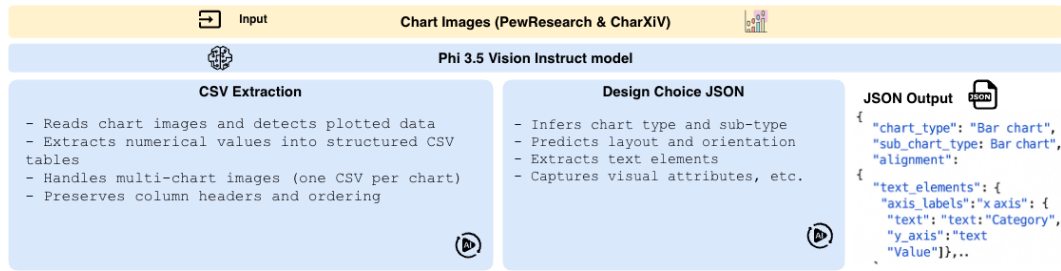 Input
Chart Images (PewResearch & CharXiV)
Phi 3.5 Vision Instruct model
CSV Extraction
- Reads chart images and detects plotted data
- Extracts numerical values into structured CSV
tables
- Handles multi-chart images (one CSV per chart)
- Preserves column headers and ordering
AI
Design Choice JSON
- Infers chart type and sub-type
- Predicts layout and orientation
- Extracts text elements
- Captures visual attributes, etc.
AI
JSON Output
JSON
{
"chart_type": "Bar chart",
"sub_chart_type: Bar chart",
"alignment":
{
"text_elements": {
"axis_labels":"x axis": {
"text": "text:"Category",
"y_axis":"text
"Value"]},..